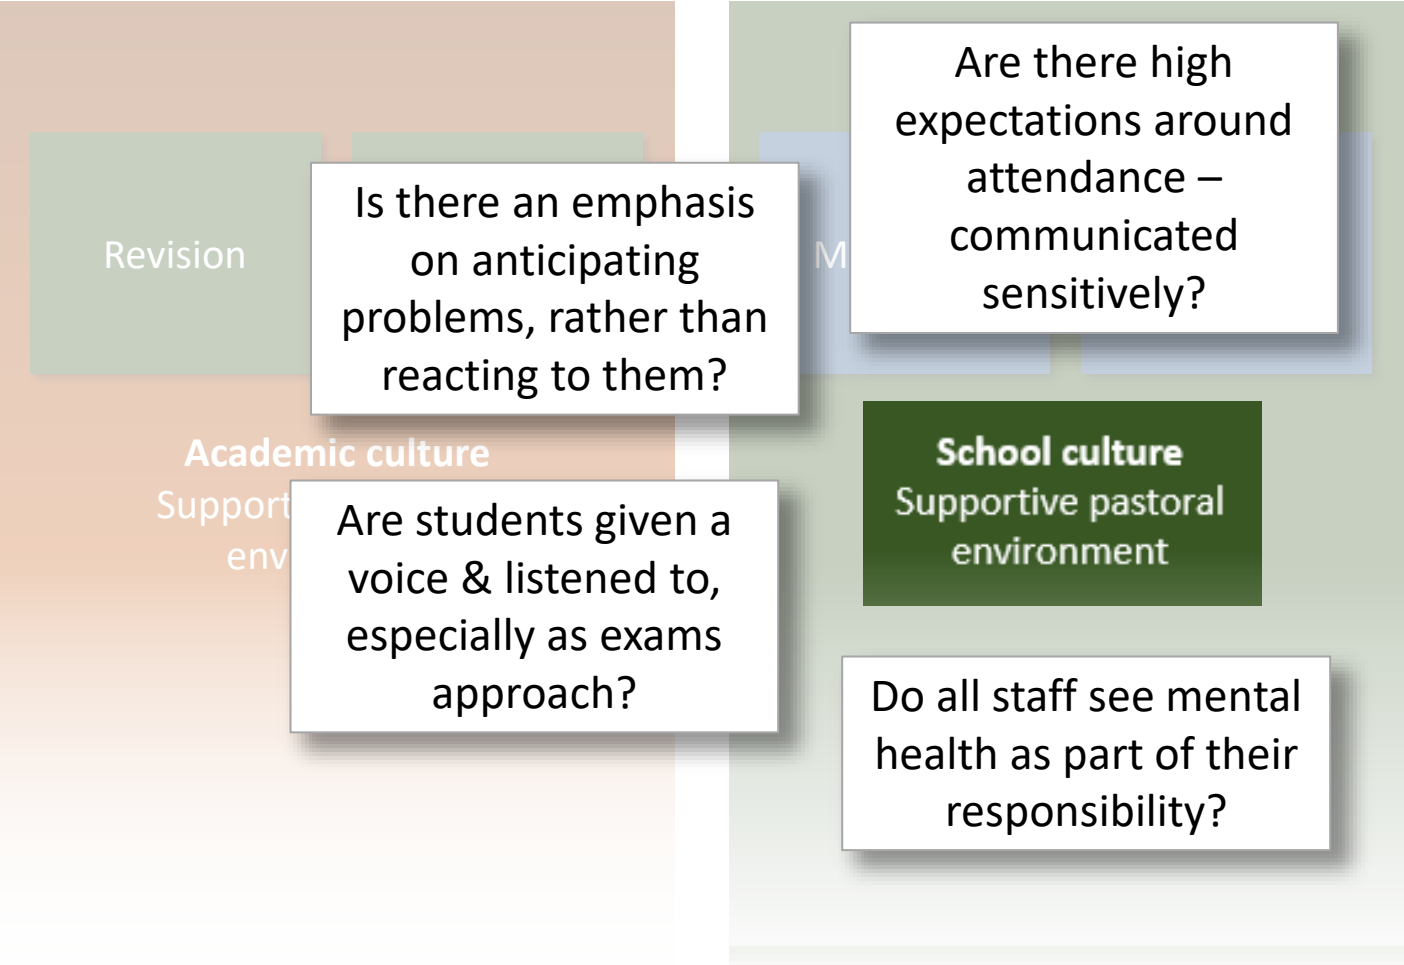 Are there high
expectations around
attendance –
communicated
sensitively?
Revision
Is there an emphasis
on anticipating
problems, rather than
reacting to them?
Academic culture
Are students given a
voice & listened to,
especially as exams
approach?
School culture
Supportive pastoral
environment
Do all staff see mental
health as part of their
responsibility?